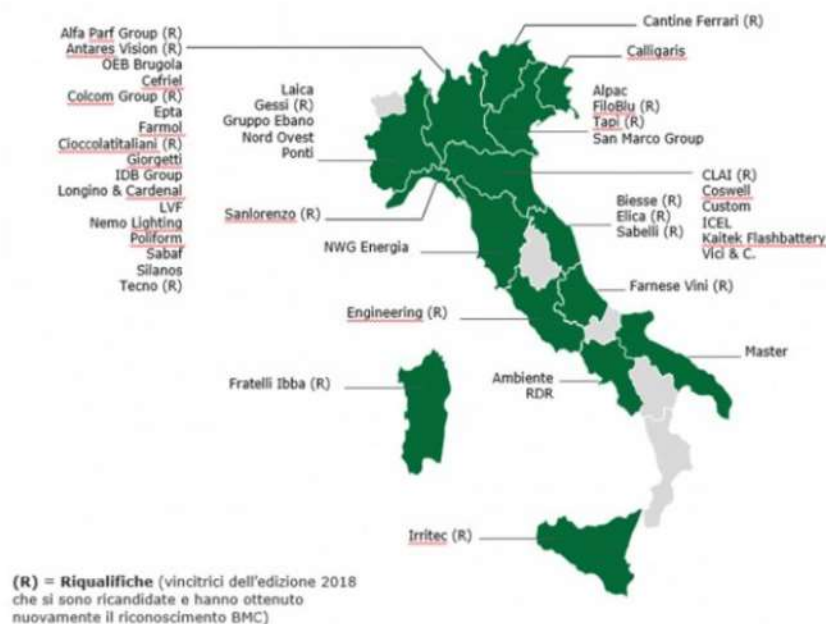 Alfa Parf Group (R)
Antares Vision (R)
OEB Brugola
Cefriel
Colcom Group (R)
Epta
Farmol
Cioccolatitaliani (R)
Giorgetti
IDB Group
Longino & Cardenal
LVF
Nemo Lighting
Poliform
Sabaf
Silanos
Tecno (R)
Laica
Gessi (R)
Gruppo Ebano
Nord Ovest
Ponti
Sanlorenzo (R)
NWG Energia
Engineering (R)
Fratelli Ibba (R)
Cantine Ferrari (R)
Calligaris
Alpac
FiloBlu (R)
Tapi (R)
San Marco Group
CLAI (R)
Coswell
Custom
ICEL
Kaitek Flashbattery
Vici & C.
Biesse (R)
Elica (R)
Sabelli (R)
Farnese Vini (R)
Master
Ambiente
RDR
Irritec (R)
(R) = Riqualifiche (vincitrici dell'edizione 2018
che si sono ricandidate e hanno ottenuto
nuovamente il riconoscimento BMC)